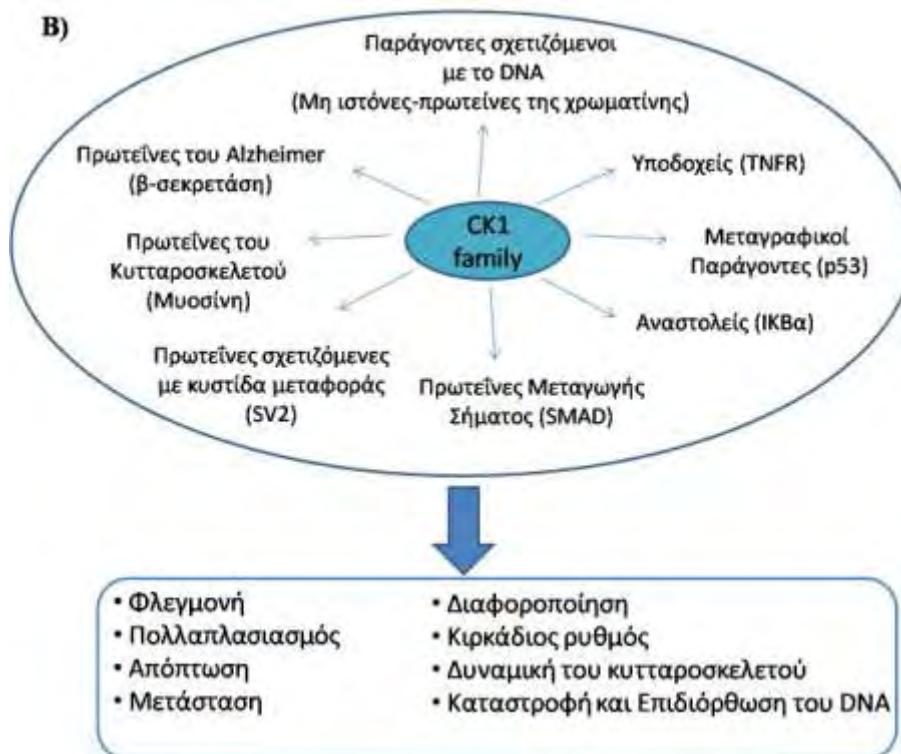 B)
Παράγοντες σχετιζόμενοι
με το DNA
(Μη ιστόνες-πρωτεΐνες της χρωματίνης)
Πρωτεΐνες του Alzheimer
(β-σεκρετάση)
Υποδοχείς (TNFR)
CK1
family
Πρωτεΐνες του
Κυτταροσκελετού
(Μυοσίνη)
Μεταγραφικοί
Παράγοντες (p53)
Αναστολείς (IKBα)
Πρωτεΐνες σχετιζόμενες
με κυστίδα μεταφοράς
(SV2)
Πρωτεΐνες Μεταγωγής
Σήματος (SMAD)
• Φλεγμονή
• Πολλαπλασιασμός
• Απόπτωση
• Μετάσταση
• Διαφοροποίηση
• Κιρκάδιος ρυθμός
• Δυναμική του κυτταροσκελετού
• Καταστροφή και Επιδιόρθωση του DNA